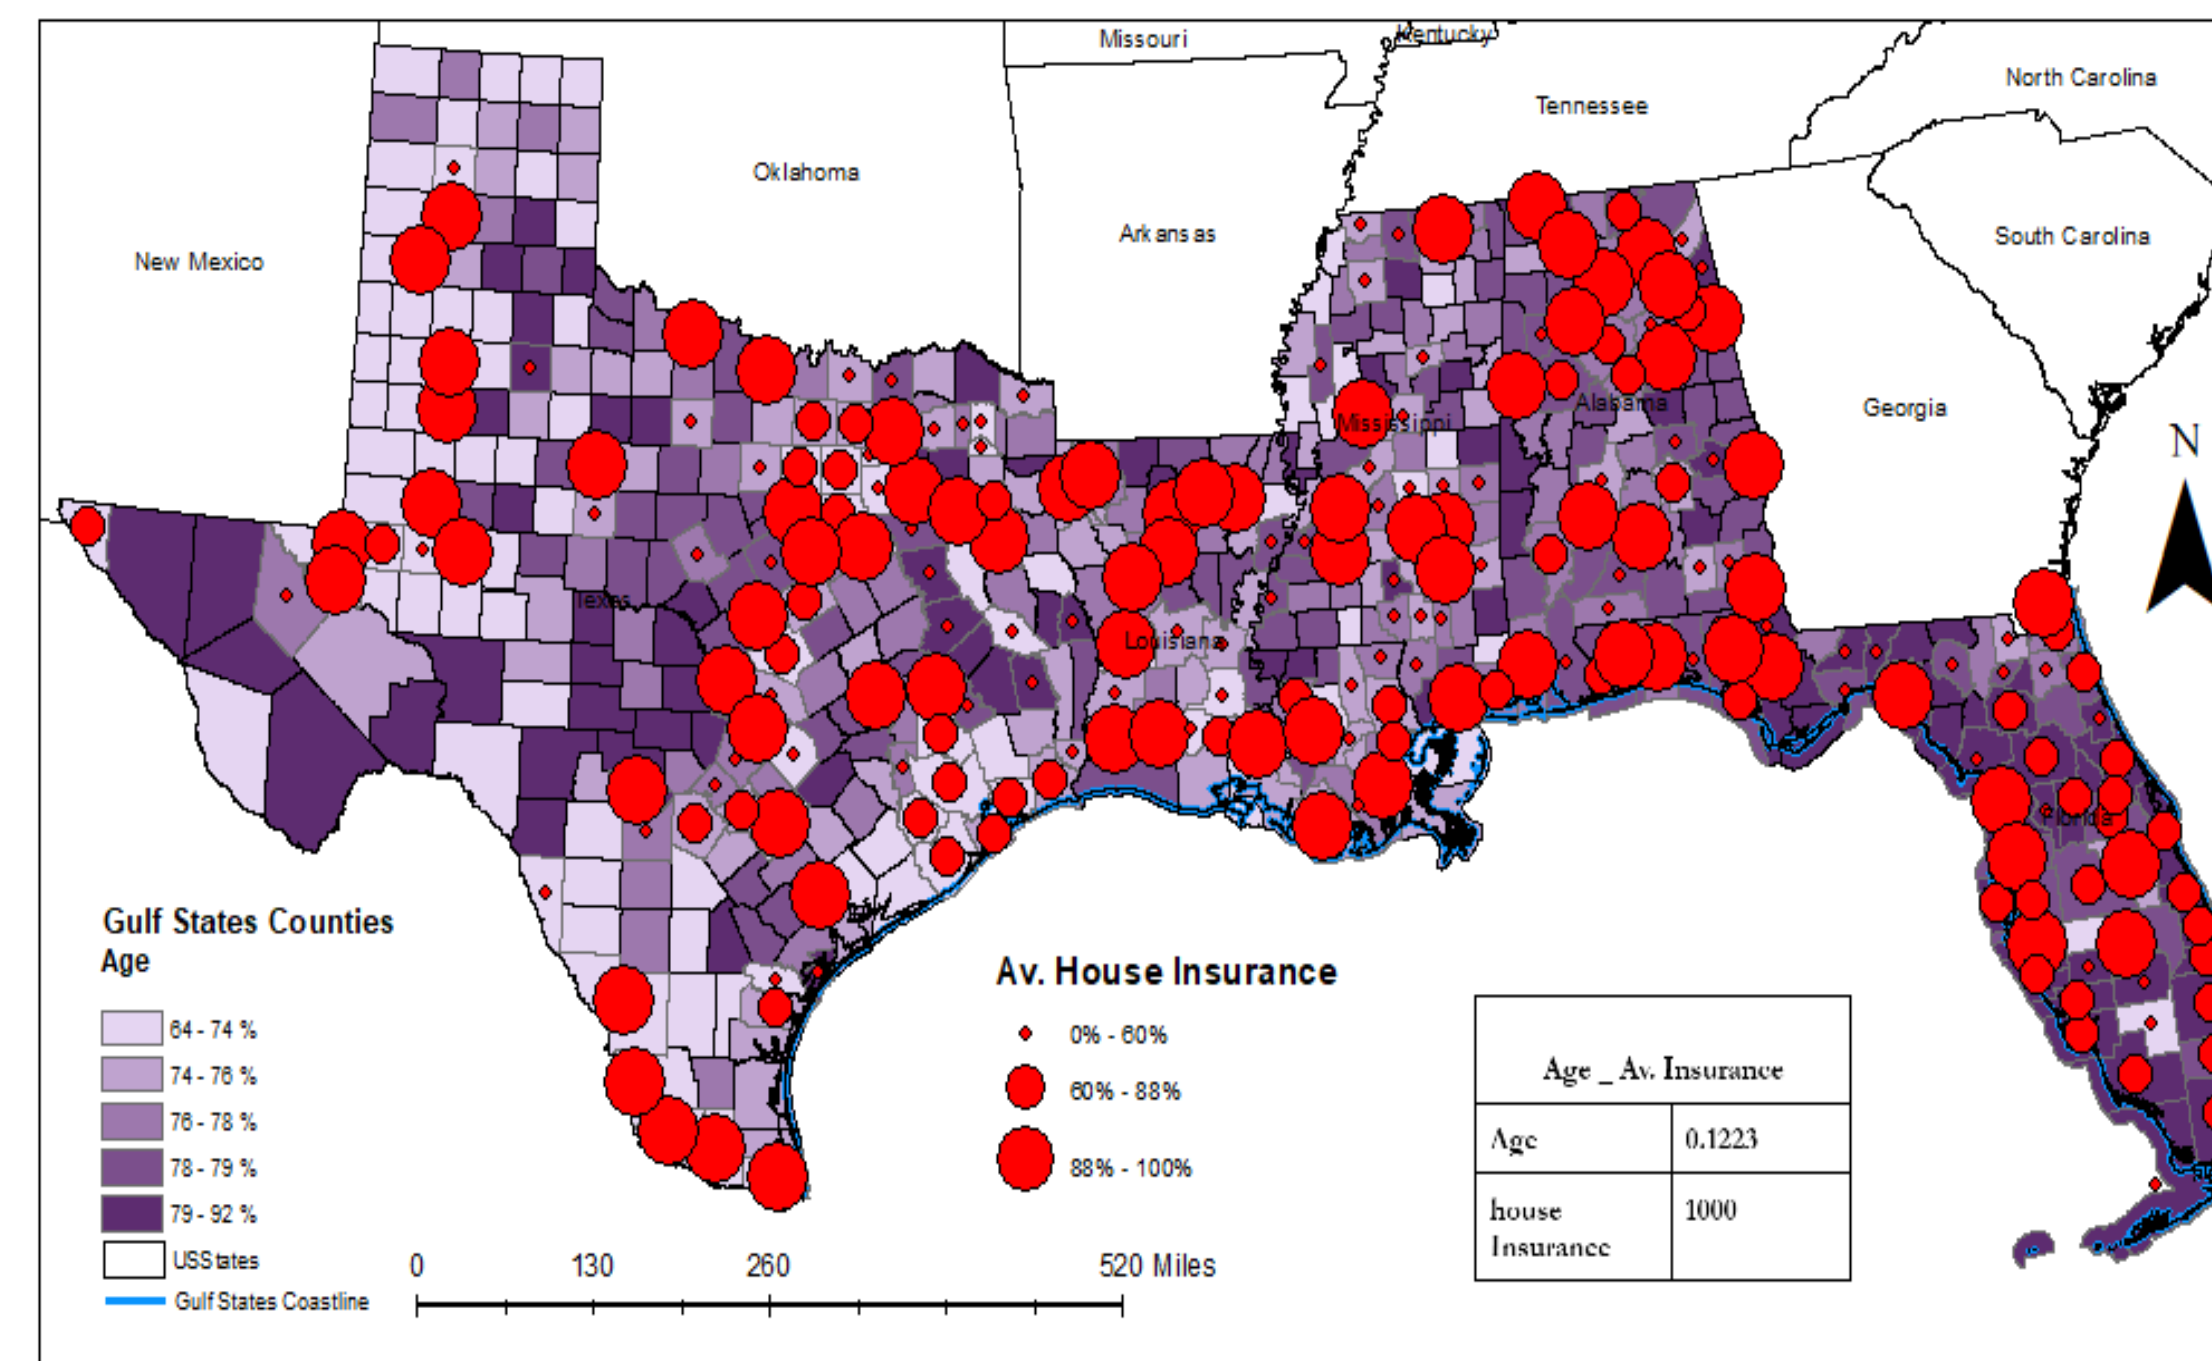 Missouri
Kentucky
North Carolina
Tennessee
Oklahoma
Arkansas
South Carolina
New Mexico
Mississippi
Alabama
Georgia
N
Texas
Louisiana
Florida
Gulf States Counties
Age
64 - 74 %
74 - 76 %
76 - 78 %
78 - 79 %
79 - 92 %
USStates
Gulf States Coastline
0 130 260 520 Miles
Av. House Insurance
0% - 60%
60% - 88%
88% - 100%
Age _ Av. Insurance
Age 0.1223
house 1000
Insurance